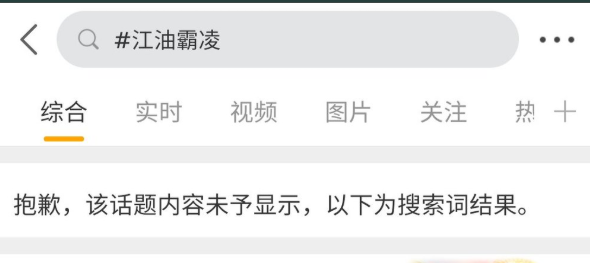 #江油霸凌
综合 实时 视频 图片 关注 热
抱歉，该话题内容未予显示，以下为搜索词结果。